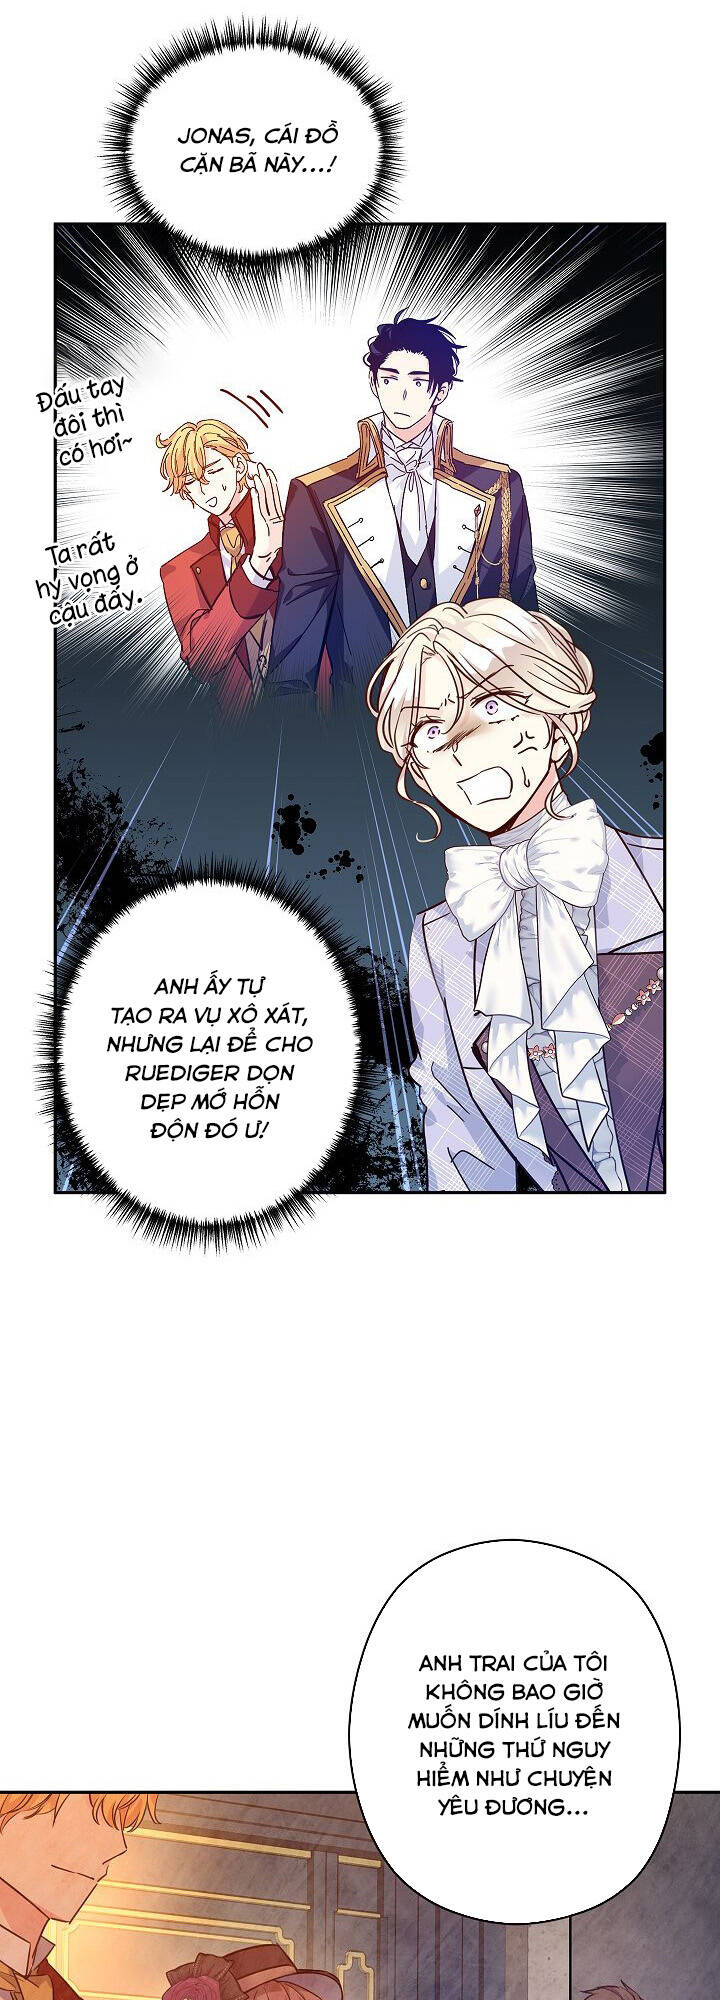 JONAS, CÁI ĐỒ
CẶN BÃ NÀY...!
Đấu tay
đôi thì
có hơi~
Ta rất
hy vọng ở
cậu đấy.
ANH ẤY TỰ
TẠO RA VỤ XÔ XÁT,
NHƯNG LẠI ĐỂ CHO
RUEDIGER DỌN
DẸP MỚ HỖN
ĐỘN ĐÓ Ư!
ANH TRAI CỦA TÔI
KHÔNG BAO GIỜ
MUỐN DÍNH LÍU ĐẾN
NHỮNG THỨ NGUY
HIỂM NHƯ CHUYỆN
YÊU ĐƯƠNG...